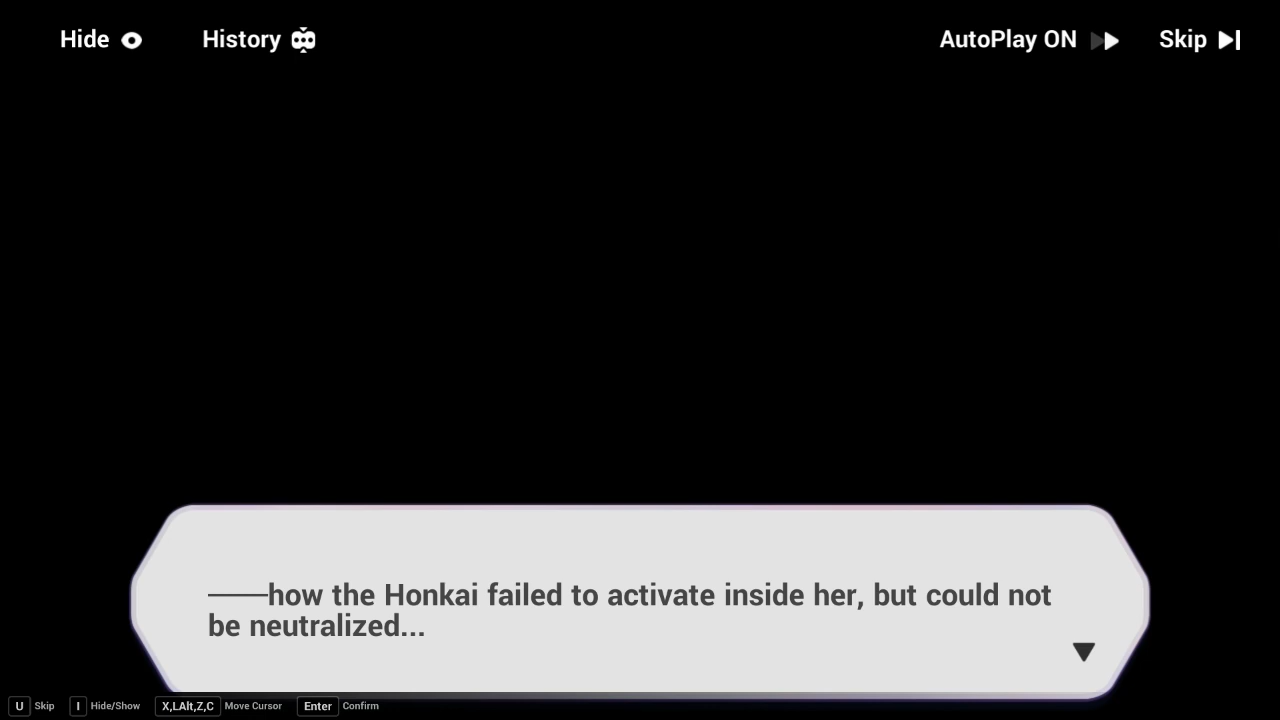 Hide
History
AutoPlay ON
Skip
——how the Honkai failed to activate inside her, but could not
be neutralized...
U Skip I Hide/Show X,LAlt,Z,C Move Cursor Enter Confirm